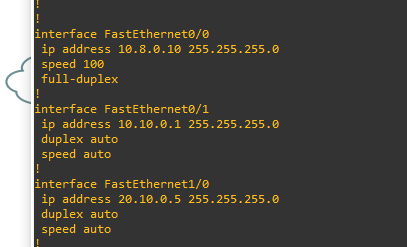 !
!
interface FastEthernet0/0
ip address 10.8.0.10 255.255.255.0
speed 100
full-duplex
!
interface FastEthernet0/1
ip address 10.10.0.1 255.255.255.0
duplex auto
speed auto
!
interface FastEthernet1/0
ip address 20.10.0.5 255.255.255.0
duplex auto
speed auto
!